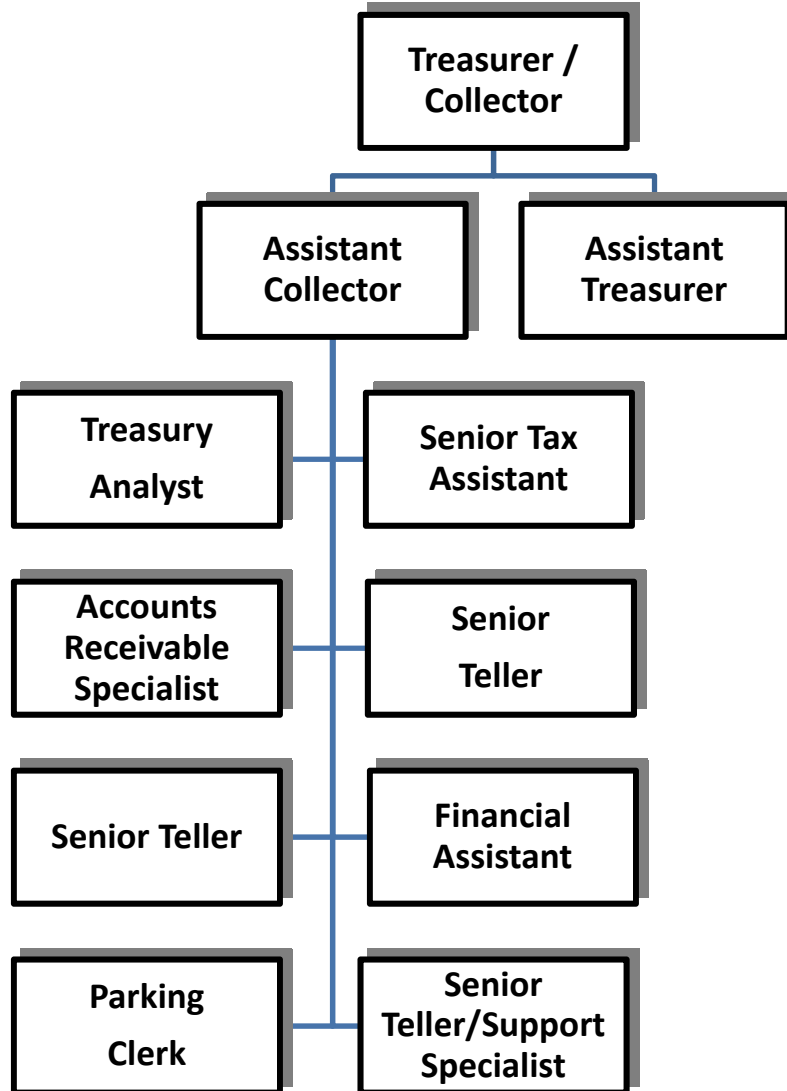 Treasurer /
Collector
Assistant
Collector
Assistant
Treasurer
Treasury
Analyst
Senior Tax
Assistant
Accounts
Receivable
Specialist
Senior
Teller
Senior Teller
Financial
Assistant
Parking
Clerk
Senior
Teller/Support
Specialist